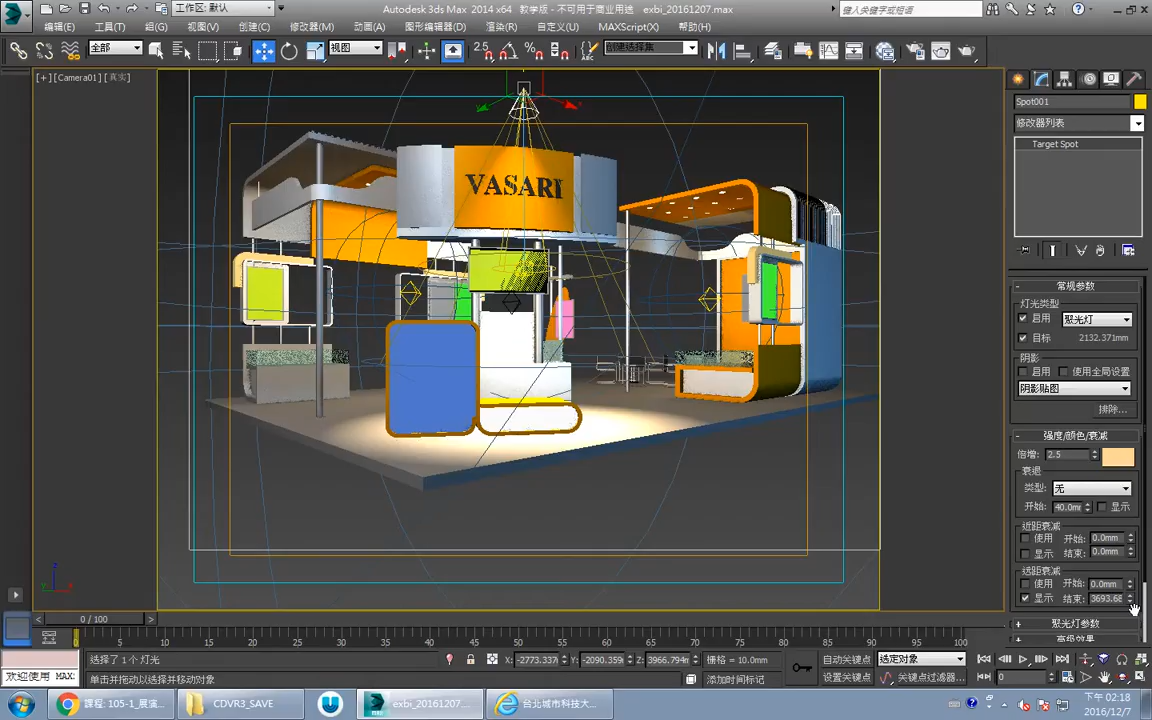 工作区: 默认
Autodesk 3ds Max 2014 x64 教学版 - 不可用于商业用途 exbi_20161207.max
键入关键字或短语
编辑(E) 工具(T) 组(G) 视图(V) 创建(C) 修改器(M) 动画(A) 图形编辑器(D) 渲染(R) 自定义(U) MAXScript(X) 帮助(H)
全部 视图 2.5 创建选择集
[+] [Camera01] [真实]
VASARI
Spot001
修改器列表
Target Spot
常规参数
灯光类型
启用 聚光灯
目标 2132.371mm
阴影
启用 使用全局设置
阴影贴图
排除...
强度/颜色/衰减
倍增: 2.5
衰退
类型: 无
开始: 40.0mm 显示
近距衰减
使用 开始: 0.0mm
显示 结束: 0.0mm
远距衰减
使用 开始: 0.0mm
显示 结束: 3693.68
聚光灯参数
高级效果
0 / 100
0 5 10 15 20 25 30 35 40 45 50 55 60 65 70 75 80 85 90 95 100
选择了 1 个 灯光 X: -2773.337 Y: -2090.359 Z: 3966.794m 栅格 = 10.0mm 自动关键点 选定对象
欢迎使用 MAX: 单击并拖动以选择并移动对象 添加时间标记 设置关键点 关键点过滤器... 0
課程: 105-1_展演... CDVR3_SAVE exbi_20161207.... 台北城市科技大...
下午 02:18
2016/12/7